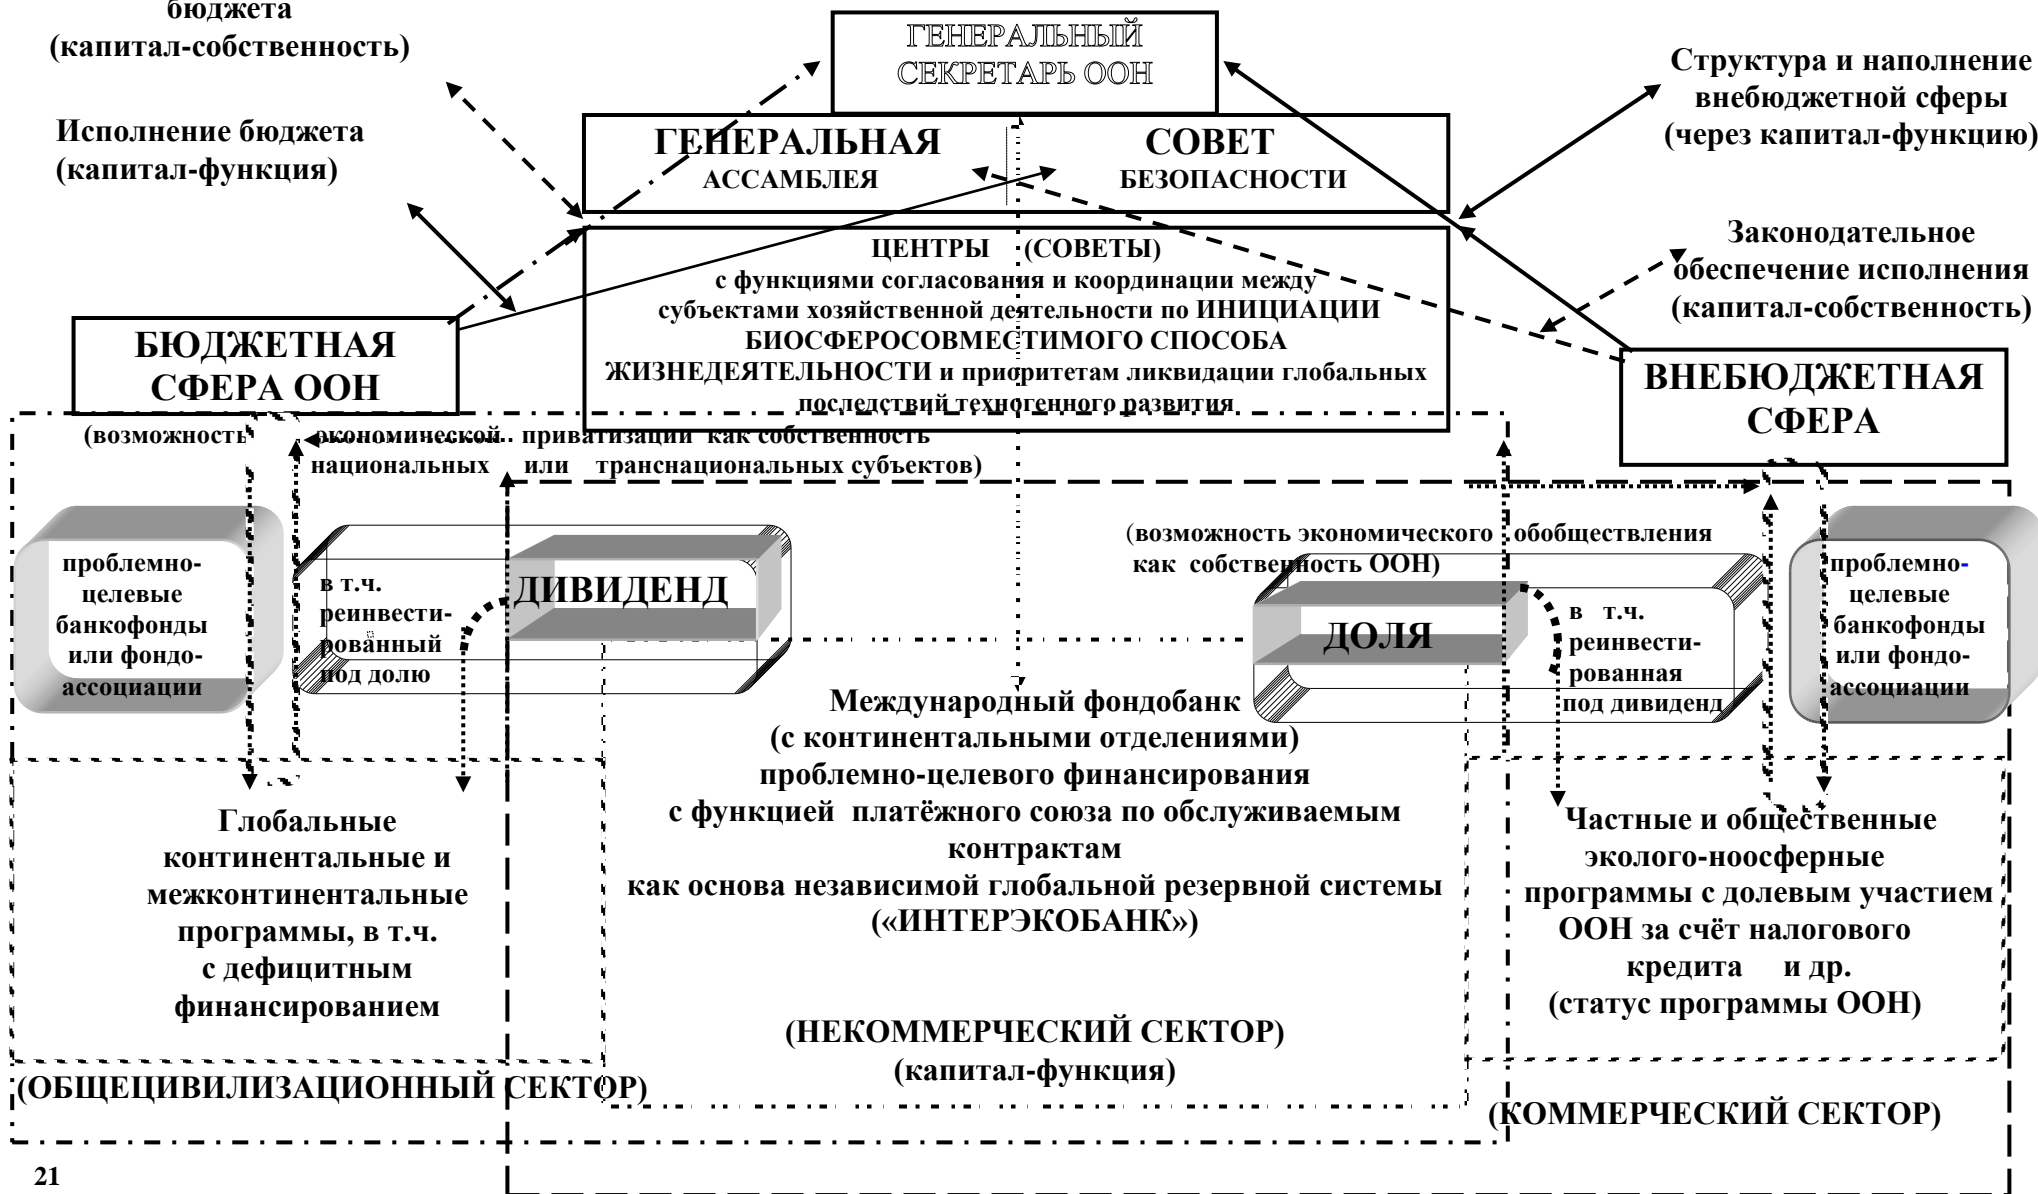 бюджета
(капитал-собственность)
Исполнение бюджета
(капитал-функция)
ГЕНЕРАЛЬНЫЙ
СЕКРЕТАРЬ ООН
ГЕНЕРАЛЬНАЯ
АССАМБЛЕЯ
СОВЕТ
БЕЗОПАСНОСТИ
Структура и наполнение
внебюджетной сферы
(через капитал-функцию)
Законодательное
обеспечение исполнения
(капитал-собственность)
ЦЕНТРЫ (СОВЕТЫ)
с функциями согласования и координации между
субъектами хозяйственной деятельности по ИНИЦИАЦИИ
БИОСФЕРОСОВМЕСТИМОГО СПОСОБА
ЖИЗНЕДЕЯТЕЛЬНОСТИ и приоритетам ликвидации глобальных
последствий техногенного развития
БЮДЖЕТНАЯ
СФЕРА ООН
ВНЕБЮДЖЕТНАЯ
СФЕРА
(возможность экономической приватизации как собственность
национальных или транснациональных субъектов)
(возможность экономического обобществления
как собственность ООН)
проблемно-
целевые
банкофонды
или фондо-
ассоциации
в т.ч.
реинвести-
рованный
под долю
ДИВИДЕНД
ДОЛЯ
в т.ч.
реинвести-
рованная
под дивиденд
проблемно-
целевые
банкофонды
или фондо-
ассоциации
Международный фондобанк
(с континентальными отделениями)
проблемно-целевого финансирования
с функцией платёжного союза по обслуживаемым
контрактам
как основа независимой глобальной резервной системы
(«ИНТЕРЭКОБАНК»)
(НЕКОММЕРЧЕСКИЙ СЕКТОР)
(капитал-функция)
Глобальные
континентальные и
межконтинентальные
программы, в т.ч.
с дефицитным
финансированием
(ОБЩЕЦИВИЛИЗАЦИОННЫЙ СЕКТОР)
Частные и общественные
эколого-ноосферные
программы с долевым участием
ООН за счёт налогового
кредита и др.
(статус программы ООН)
(КОММЕРЧЕСКИЙ СЕКТОР)
21